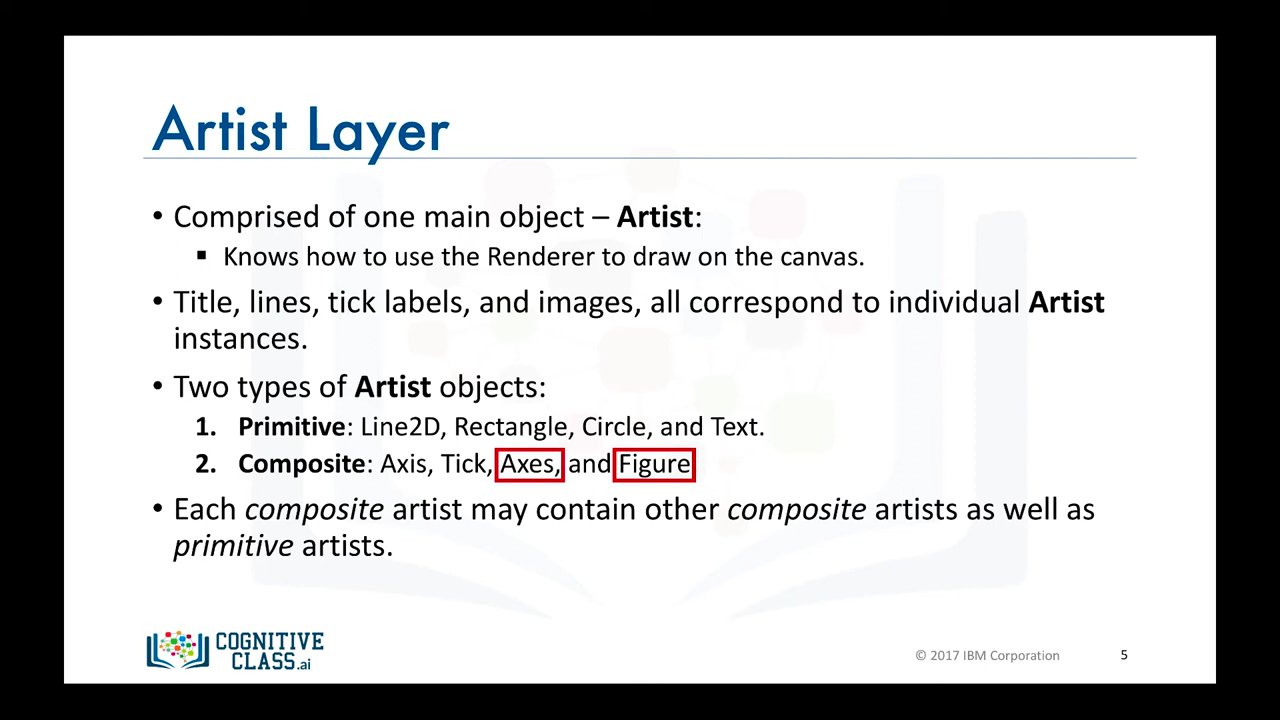 Artist Layer
• Comprised of one main object – Artist:
▪ Knows how to use the Renderer to draw on the canvas.
• Title, lines, tick labels, and images, all correspond to individual Artist
instances.
• Two types of Artist objects:
1. Primitive: Line2D, Rectangle, Circle, and Text.
2. Composite: Axis, Tick, Axes, and Figure
• Each composite artist may contain other composite artists as well as
primitive artists.
COGNITIVE
CLASS.ai
© 2017 IBM Corporation
5